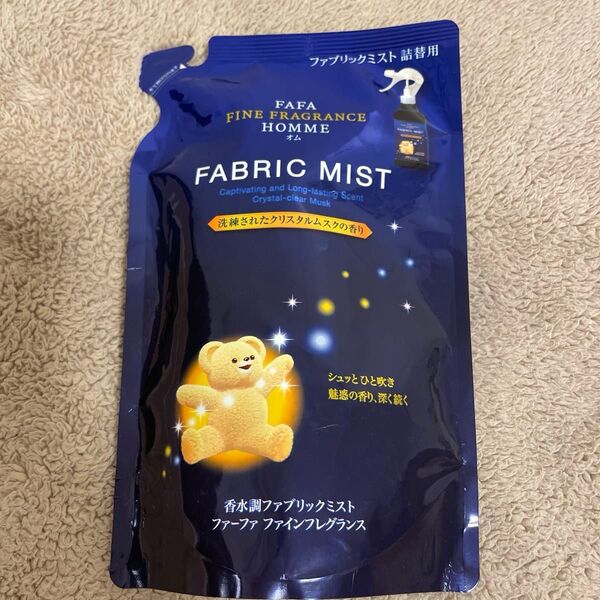 ファブリックミスト 詰替用
FAFA
FINE FRAGRANCE
HOMME
オム
FABRIC MIST
FABRIC MIST
Captivating and Long-lasting Scent
Crystal-clear Musk
洗練されたクリスタルムスクの香り
シュッと ひと吹き
魅惑の香り、深く続く
香水調ファブリックミスト
ファーファ ファインフレグランス